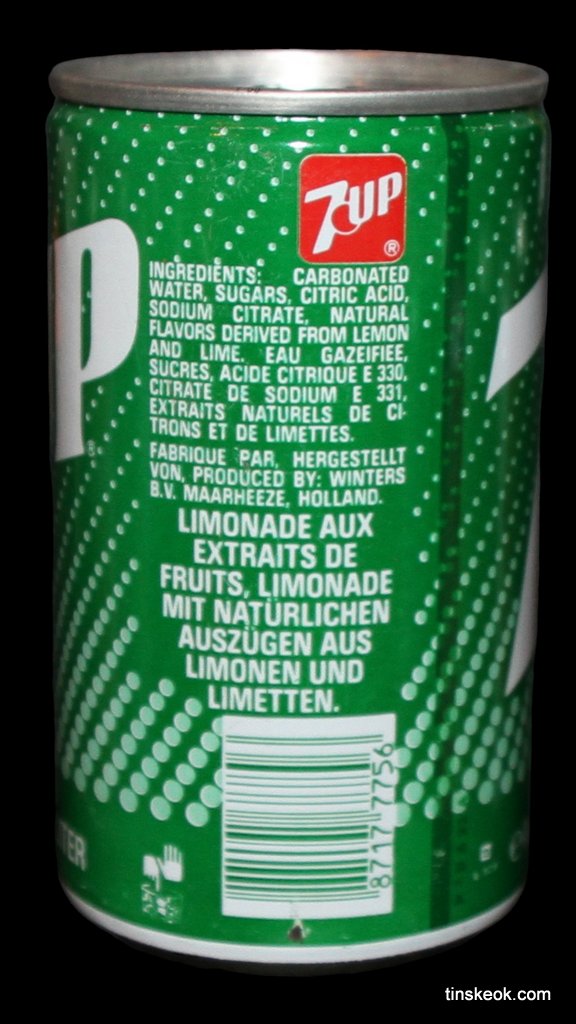 7UP
®
P
®
INGREDIENTS: CARBONATED
WATER, SUGARS, CITRIC ACID,
SODIUM CITRATE, NATURAL
FLAVORS DERIVED FROM LEMON
AND LIME. EAU GAZEIFIEE,
SUCRES, ACIDE CITRIQUE E 330,
CITRATE DE SODIUM E 331,
EXTRAITS NATURELS DE CI-
TRONS ET DE LIMETTES.
FABRIQUE PAR, HERGESTELLT
VON, PRODUCED BY: WINTERS
B.V. MAARHEEZE, HOLLAND.
LIMONADE AUX
EXTRAITS DE
FRUITS, LIMONADE
MIT NATÜRLICHEN
AUSZÜGEN AUS
LIMONEN UND
LIMETTEN.
8717 7756
TER
tinskeok.com